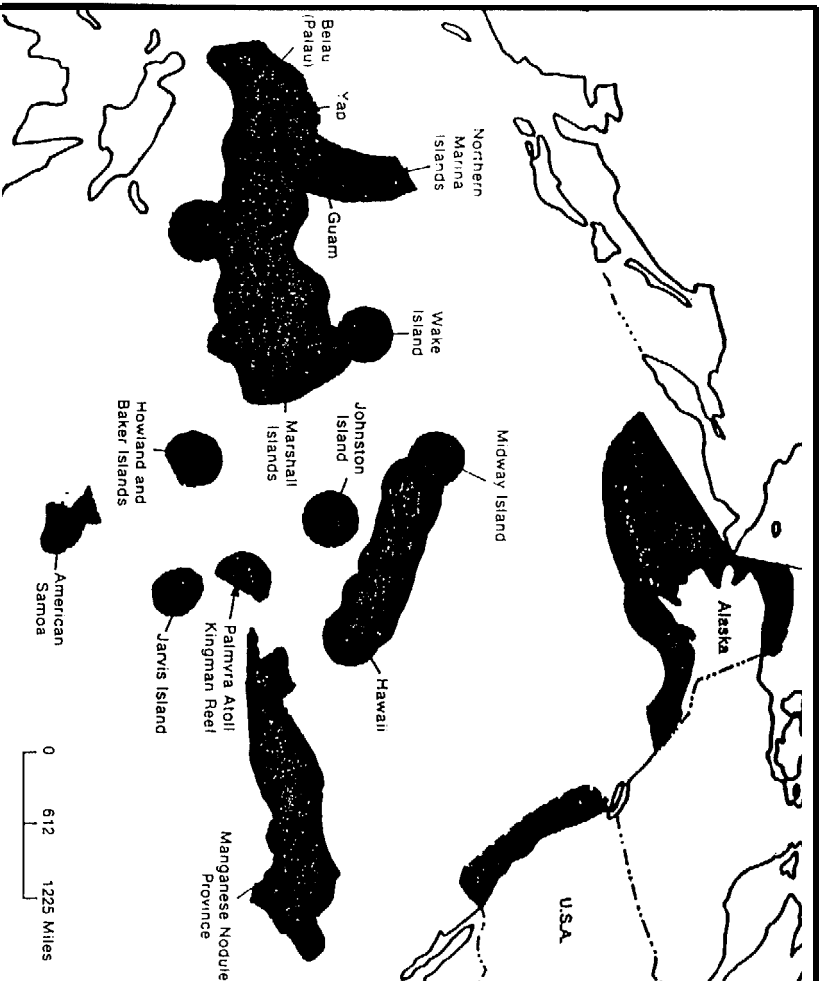 Alaska
U.S.A.
Midway Island
Northern
Marina
Islands
Wake
Island
Hawaii
Johnston
Island
Yap
Guam
Belau
(Palau)
Marshall
Islands
Palmyra Atoll
Kingman Reef
Manganese Nodule
Province
Jarvis Island
Howland and
Baker Islands
American
Samoa
0 612 1225 Miles